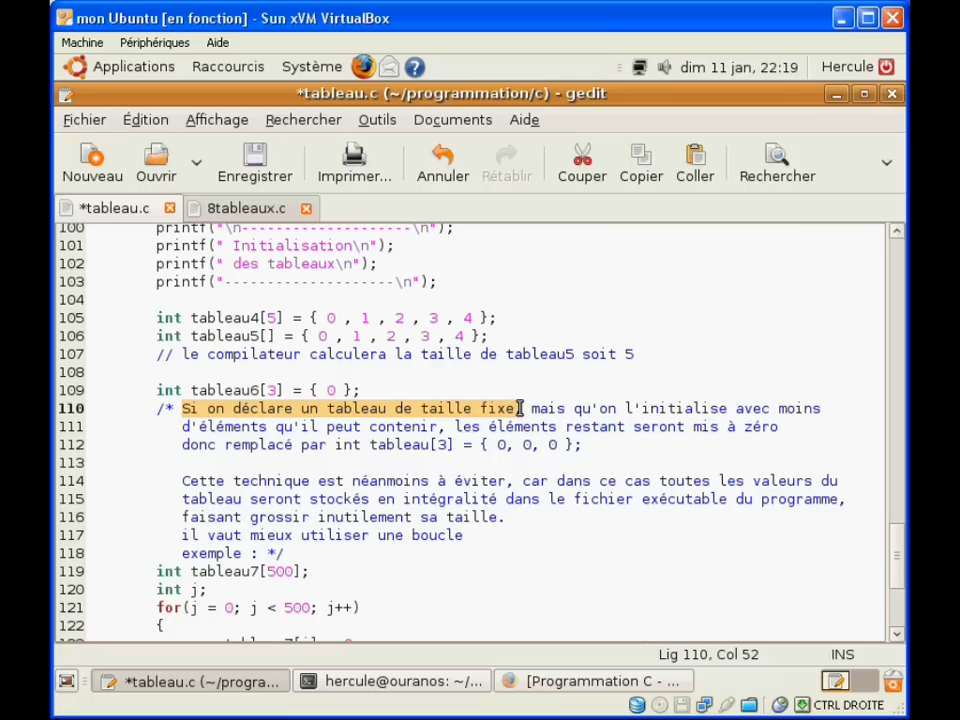 mon Ubuntu [en fonction] - Sun xVM VirtualBox
Machine Périphériques Aide
Applications Raccourcis Système dim 11 jan, 22:19 Hercule
*tableau.c (~/programmation/c) - gedit
Fichier Édition Affichage Rechercher Outils Documents Aide
Nouveau Ouvrir Enregistrer Imprimer... Annuler Rétablir Couper Copier Coller Rechercher
*tableau.c 8tableaux.c
100 printf("\n--------------------\n");
101 printf(" Initialisation\n");
102 printf(" des tableaux\n");
103 printf("--------------------\n");
104
105 int tableau4[5] = { 0 , 1 , 2 , 3 , 4 };
106 int tableau5[] = { 0 , 1 , 2 , 3 , 4 };
107 // le compilateur calculera la taille de tableau5 soit 5
108
109 int tableau6[3] = { 0 };
110 /* Si on déclare un tableau de taille fixe, mais qu'on l'initialise avec moins
111 d'éléments qu'il peut contenir, les éléments restant seront mis à zéro
112 donc remplacé par int tableau[3] = { 0, 0, 0 };
113
114 Cette technique est néanmoins à éviter, car dans ce cas toutes les valeurs du
115 tableau seront stockés en intégralité dans le fichier exécutable du programme,
116 faisant grossir inutilement sa taille.
117 il vaut mieux utiliser une boucle
118 exemple : */
119 int tableau7[500];
120 int j;
121 for(j = 0; j < 500; j++)
122 {
Lig 110, Col 52 INS
*tableau.c (~/progra... hercule@ouranos: ~/... [Programmation C - ...
CTRL DROITE